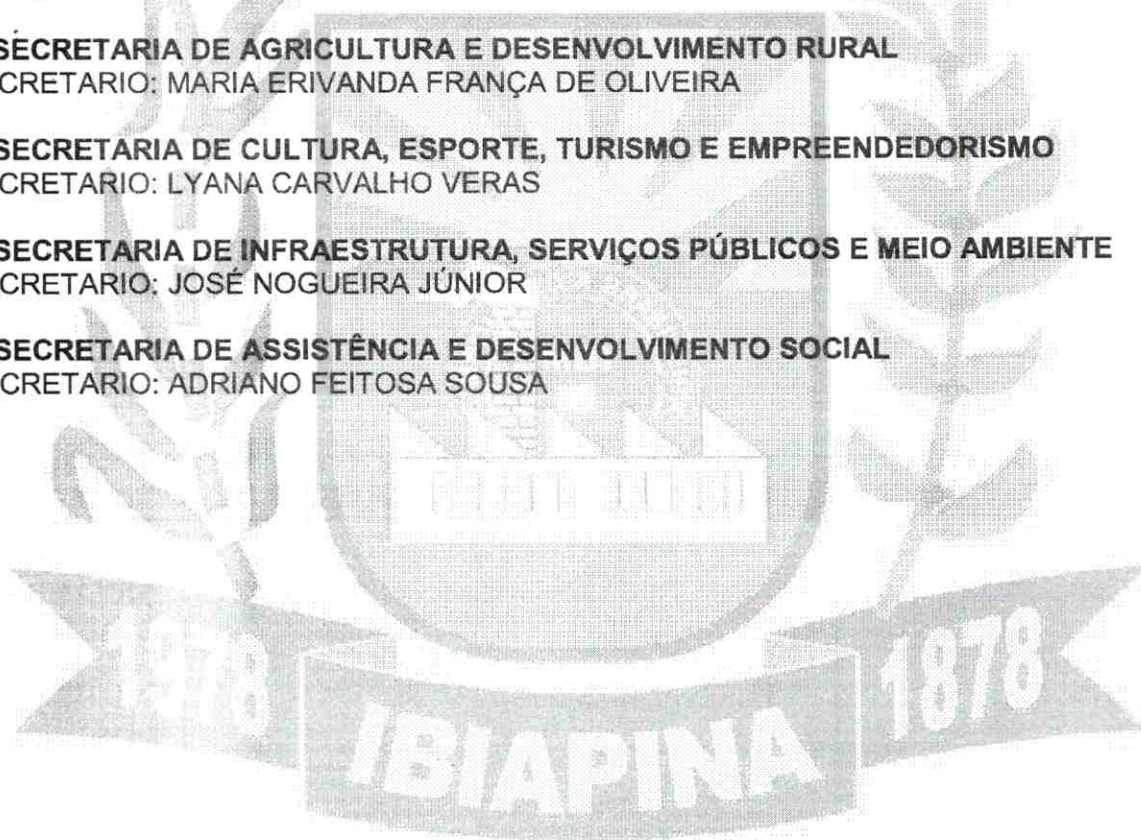 SECRETARIA DE AGRICULTURA E DESENVOLVIMENTO RURAL
CRETARIO: MARIA ERIVANDA FRANÇA DE OLIVEIRA
SECRETARIA DE CULTURA, ESPORTE, TURISMO E EMPREENDEDORISMO
CRETARIO: LYANA CARVALHO VERAS
SECRETARIA DE INFRAESTRUTURA, SERVIÇOS PÚBLICOS E MEIO AMBIENTE
CRETARIO: JOSÉ NOGUEIRA JÚNIOR
SECRETARIA DE ASSISTÊNCIA E DESENVOLVIMENTO SOCIAL
CRETARIO: ADRIANO FEITOSA SOUSA
1978 1878
IBIAPINA